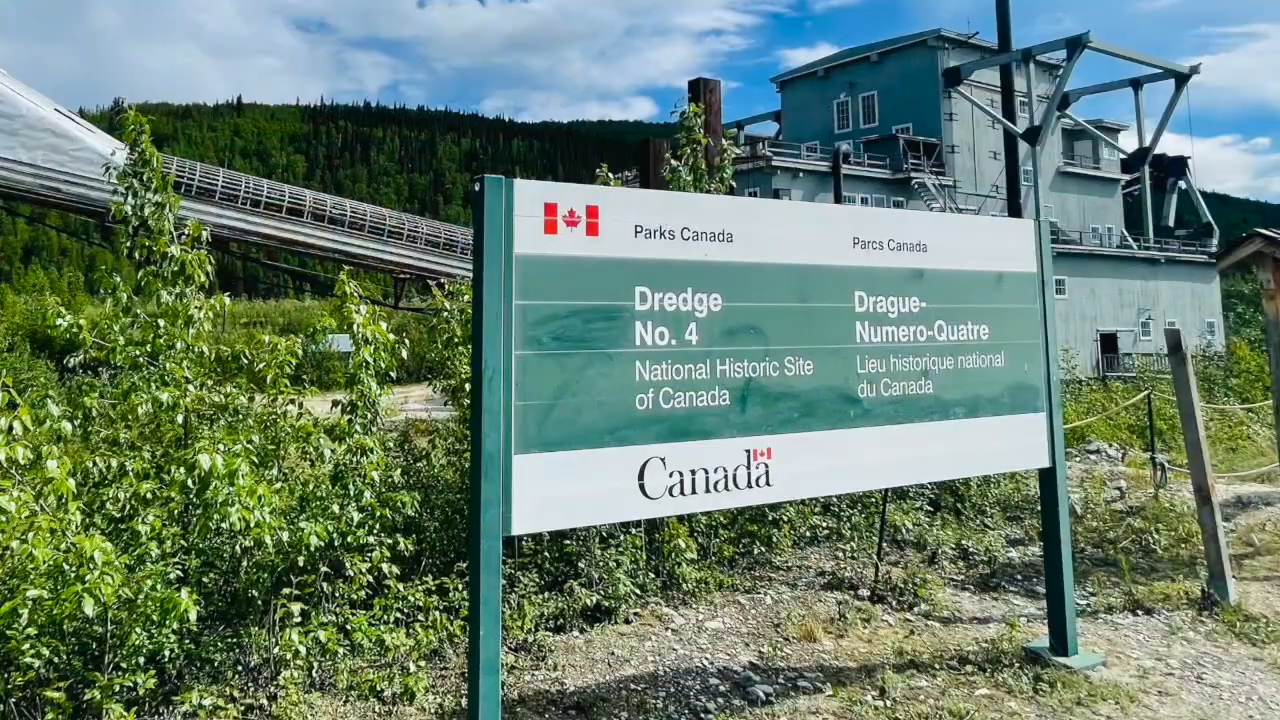 Parks Canada
Parcs Canada
Dredge
No. 4
National Historic Site
of Canada
Drague-
Numero-Quatre
Lieu historique national
du Canada
Canada